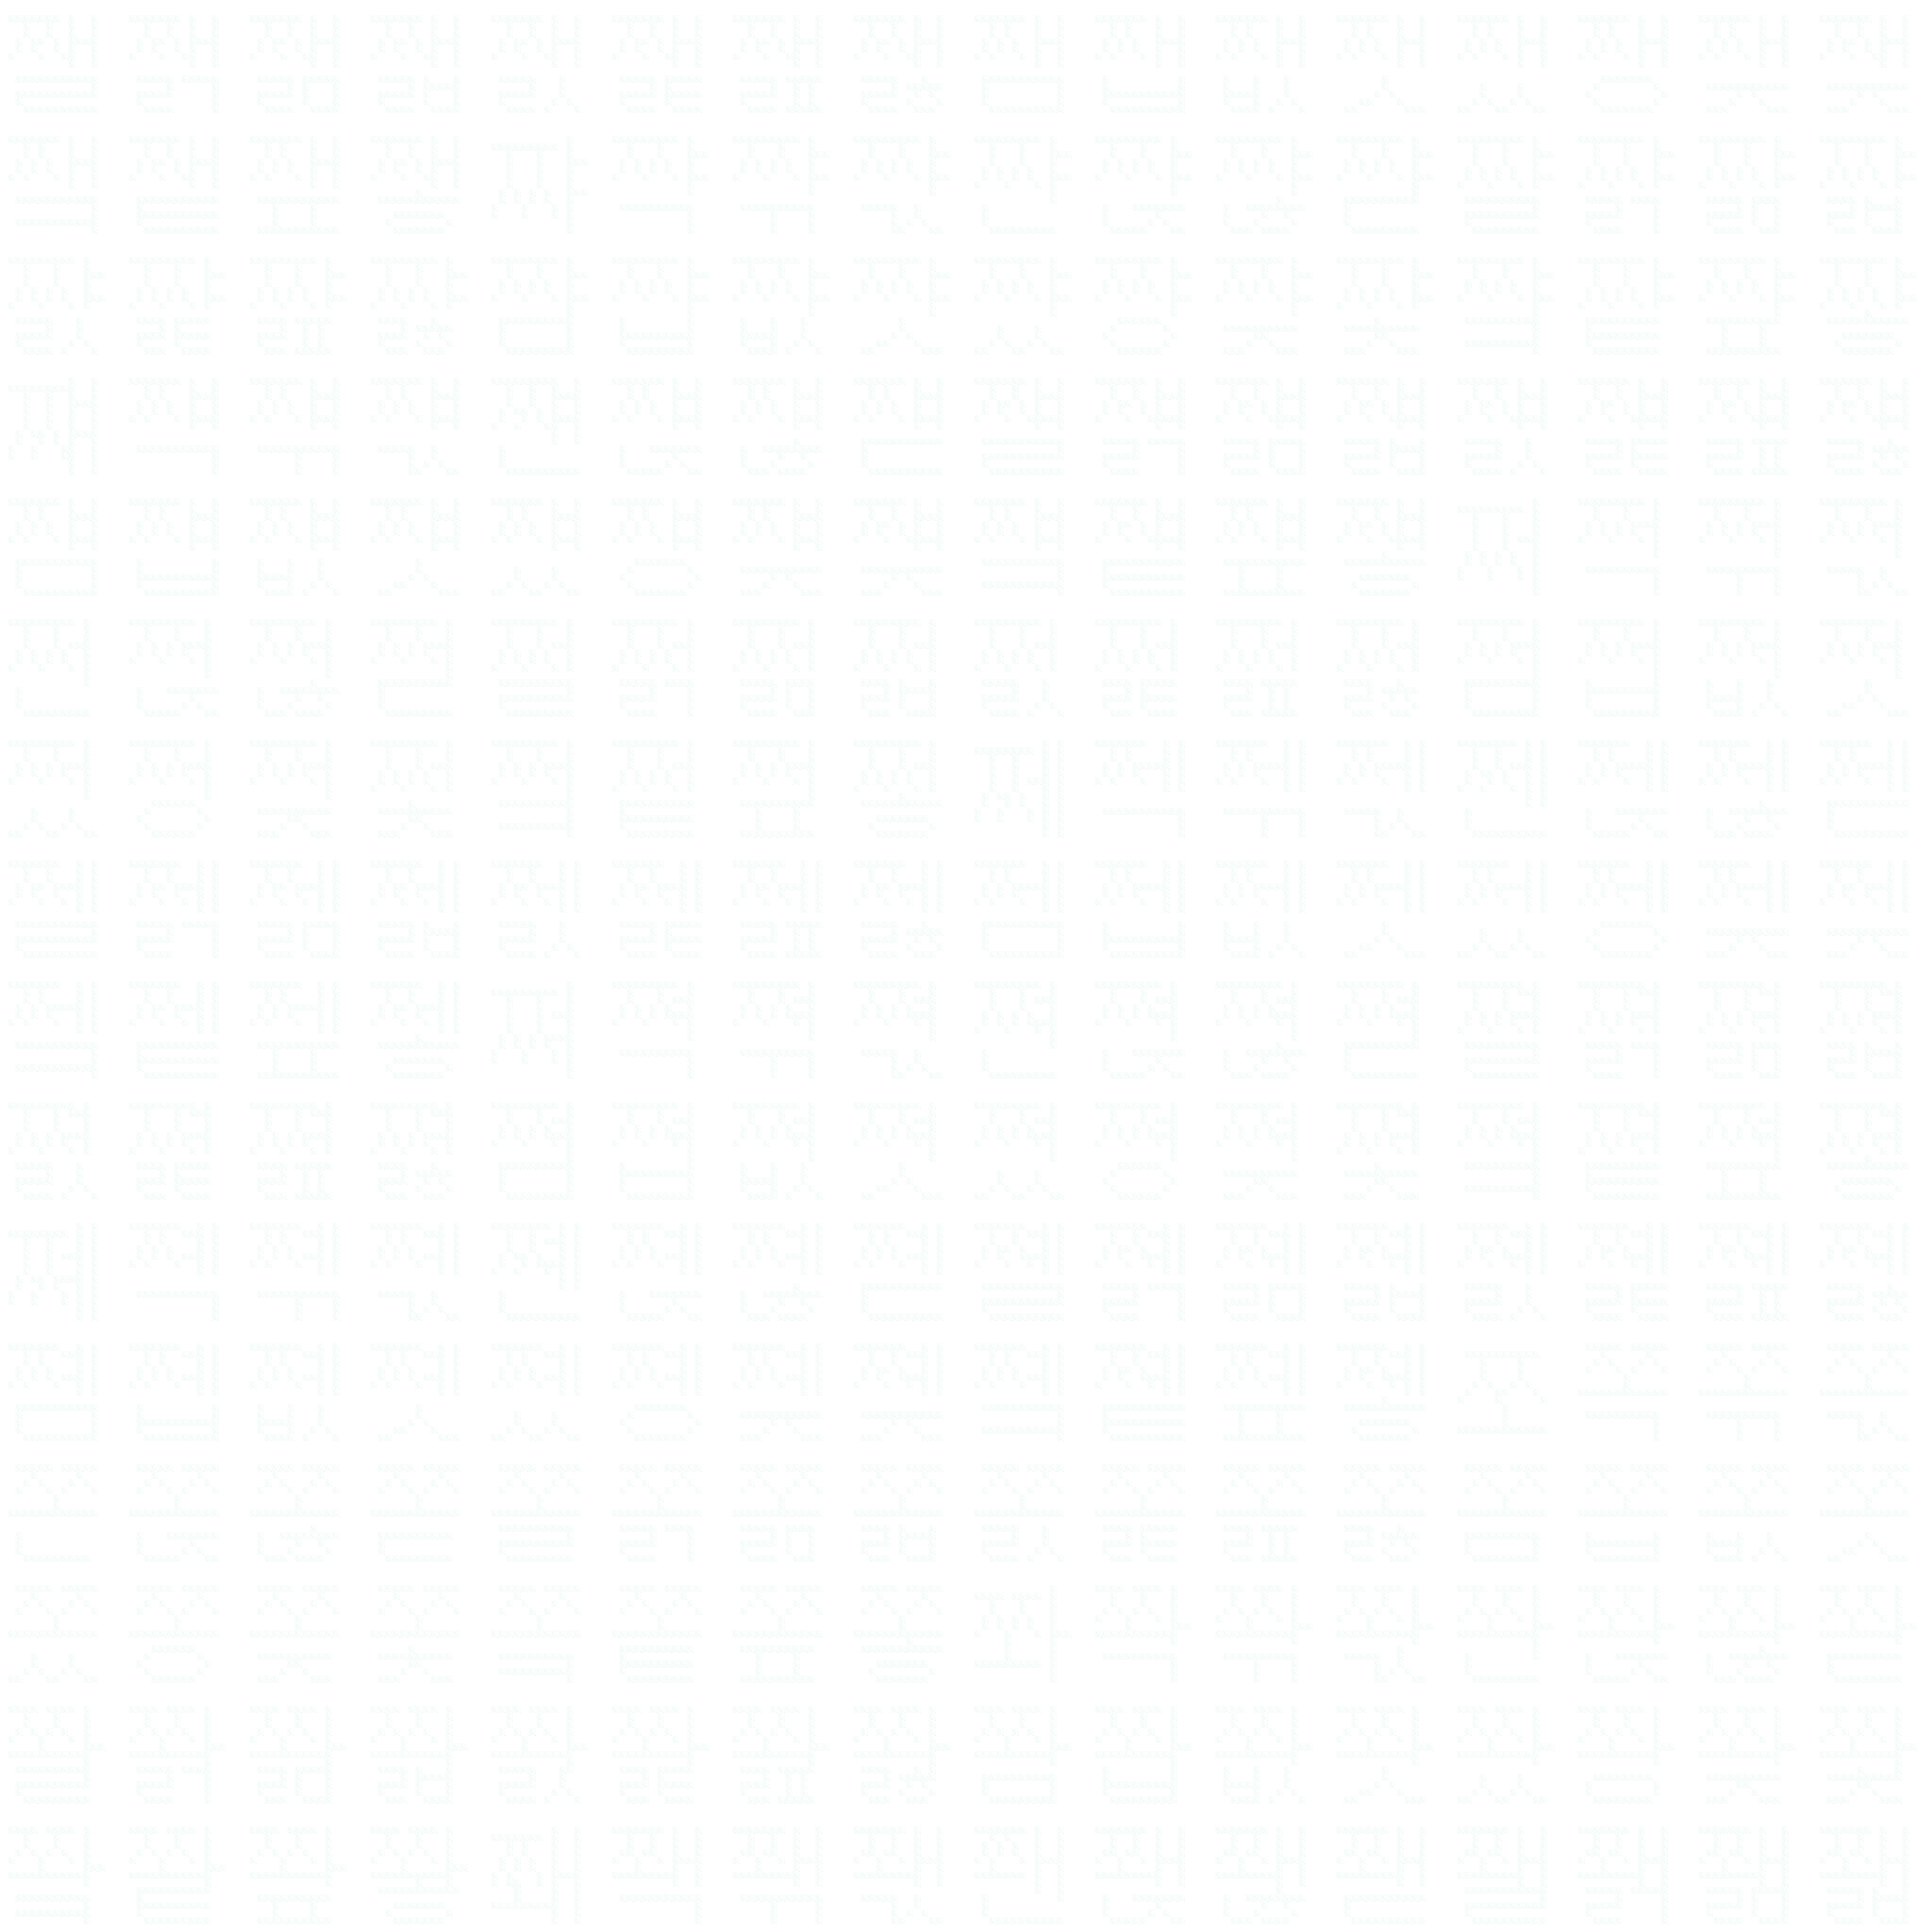 쨀쨁쨂쨃쨄쨅쨆쨇쨈쨉쨊쨋쨌쨍쨎쨏
쨐쨑쨒쨓쨔쨕쨖쨗쨘쨙쨚쨛쨜쨝쨞쨟
쨠쨡쨢쨣쨤쨥쨦쨧쨨쨩쨪쨫쨬쨭쨮쨯
쨰쨱쨲쨳쨴쨵쨶쨷쨸쨹쨺쨻쨼쨽쨾쨿
쩀쩁쩂쩃쩄쩅쩆쩇쩈쩉쩊쩋쩌쩍쩎쩏
쩐쩑쩒쩓쩔쩕쩖쩗쩘쩙쩚쩛쩜쩝쩞쩟
쩠쩡쩢쩣쩤쩥쩦쩧쩨쩩쩪쩫쩬쩭쩮쩯
쩰쩱쩲쩳쩴쩵쩶쩷쩸쩹쩺쩻쩼쩽쩾쩿
쪀쪁쪂쪃쪄쪅쪆쪇쪈쪉쪊쪋쪌쪍쪎쪏
쪐쪑쪒쪓쪔쪕쪖쪗쪘쪙쪚쪛쪜쪝쪞쪟
쪠쪡쪢쪣쪤쪥쪦쪧쪨쪩쪪쪫쪬쪭쪮쪯
쪰쪱쪲쪳쪴쪵쪶쪷쪸쪹쪺쪻쪼쪽쪾쪿
쫀쫁쫂쫃쫄쫅쫆쫇쫈쫉쫊쫋쫌쫍쫎쫏
쫐쫑쫒쫓쫔쫕쫖쫗쫘쫙쫚쫛쫜쫝쫞쫟
쫠쫡쫢쫣쫤쫥쫦쫧쫨쫩쫪쫫쫬쫭쫮쫯
쫰쫱쫲쫳쫴쫵쫶쫷쫸쫹쫺쫻쫼쫽쫾쫿